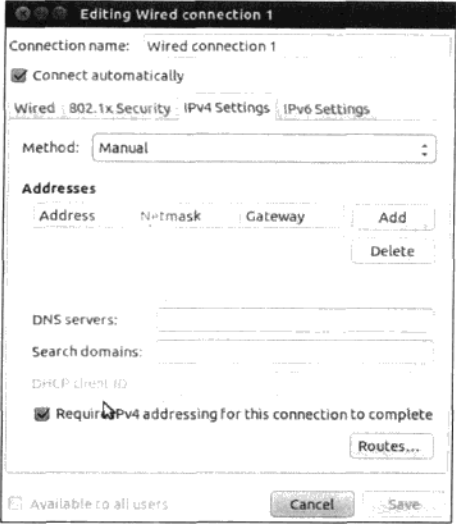 Editing Wired connection 1
Connection name: Wired connection 1
Connect automatically
Wired 802.1x Security IPv4 Settings IPv6 Settings
Method: Manual
Addresses
Address Netmask Gateway Add
Delete
DNS servers:
Search domains:
DHCP client ID
Require IPv4 addressing for this connection to complete
Routes...
Available to all users Cancel Save